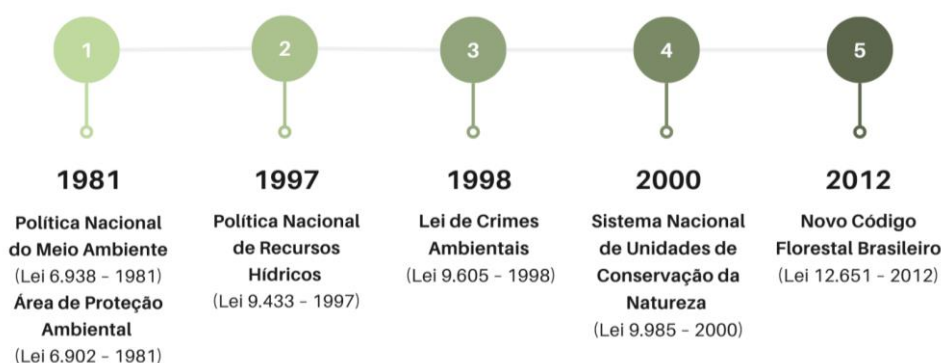 1
2
3
4
5
1981
Política Nacional
do Meio Ambiente
(Lei 6.938 – 1981)
Área de Proteção
Ambiental
(Lei 6.902 – 1981)
1997
Política Nacional
de Recursos
Hídricos
(Lei 9.433 – 1997)
1998
Lei de Crimes
Ambientais
(Lei 9.605 – 1998)
2000
Sistema Nacional
de Unidades de
Conservação da
Natureza
(Lei 9.985 – 2000)
2012
Novo Código
Florestal Brasileiro
(Lei 12.651 – 2012)